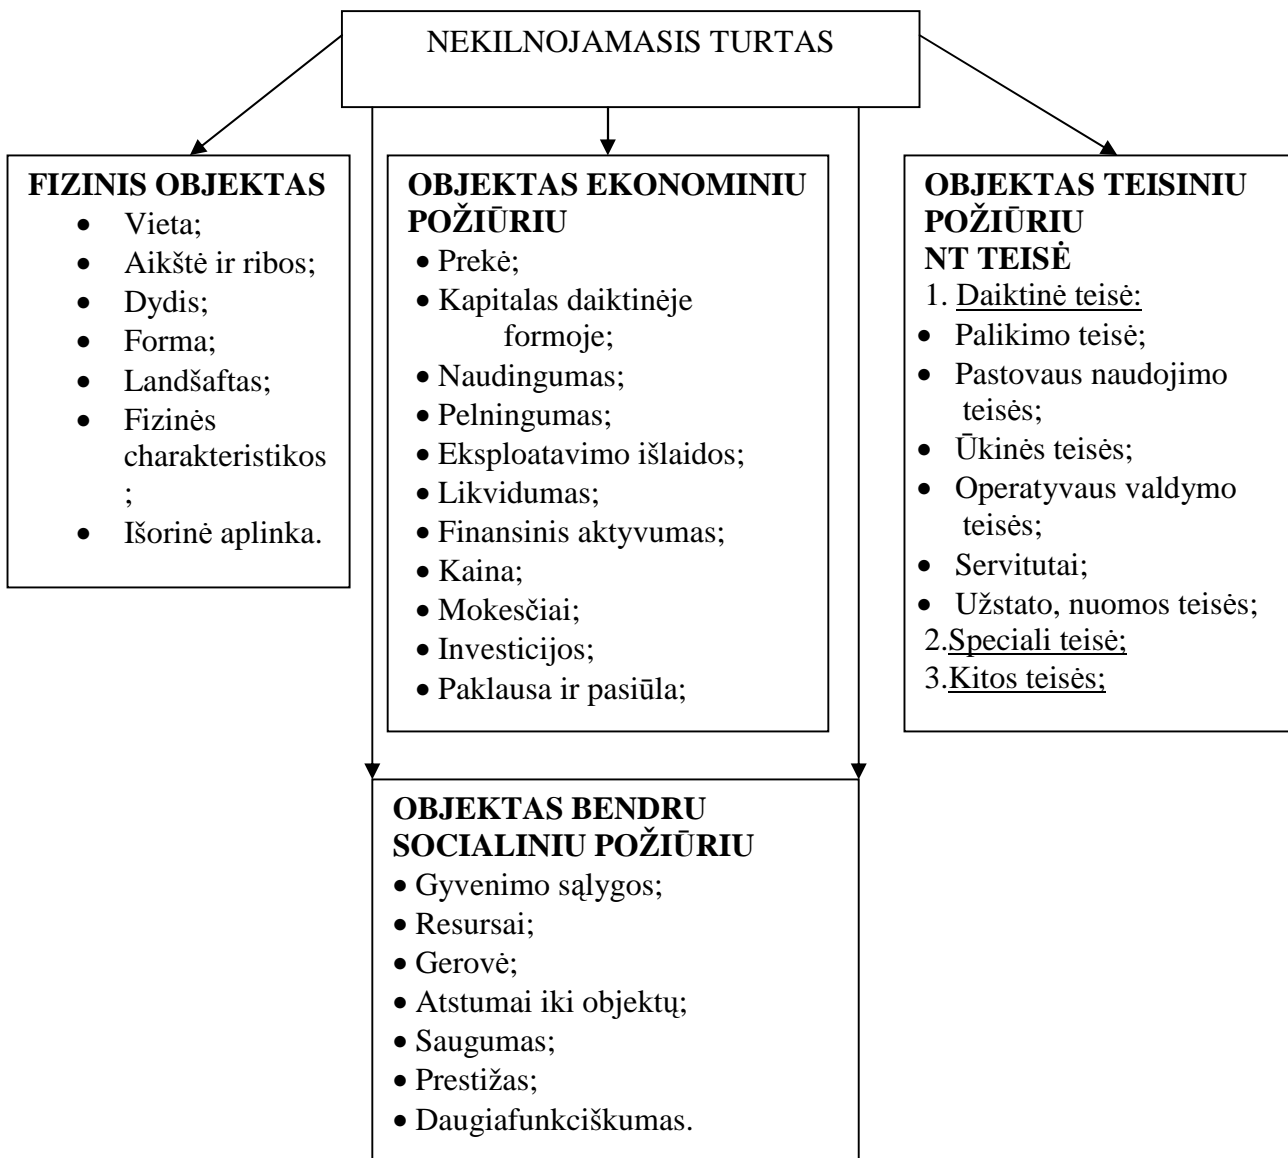 NEKILNOJAMASIS TURTAS
FIZINIS OBJEKTAS
• Vieta;
• Aikštė ir ribos;
• Dydis;
• Forma;
• Landšaftas;
• Fizinės
charakteristikos
;
• Išorinė aplinka.
OBJEKTAS EKONOMINIU
POŽIŪRIU
• Prekė;
• Kapitalas daiktinėje
formoje;
• Naudingumas;
• Pelningumas;
• Eksploatavimo išlaidos;
• Likvidumas;
• Finansinis aktyvumas;
• Kaina;
• Mokesčiai;
• Investicijos;
• Paklausa ir pasiūla;
OBJEKTAS TEISINIU
POŽIŪRIU
NT TEISĖ
1. Daiktinė teisė:
• Palikimo teisė;
• Pastovaus naudojimo
teisės;
• Ūkinės teisės;
• Operatyvaus valdymo
teisės;
• Servitutai;
• Užstato, nuomos teisės;
2.Speciali teisė;
3.Kitos teisės;
OBJEKTAS BENDRU
SOCIALINIU POŽIŪRIU
• Gyvenimo sąlygos;
• Resursai;
• Gerovė;
• Atstumai iki objektų;
• Saugumas;
• Prestižas;
• Daugiafunkciškumas.